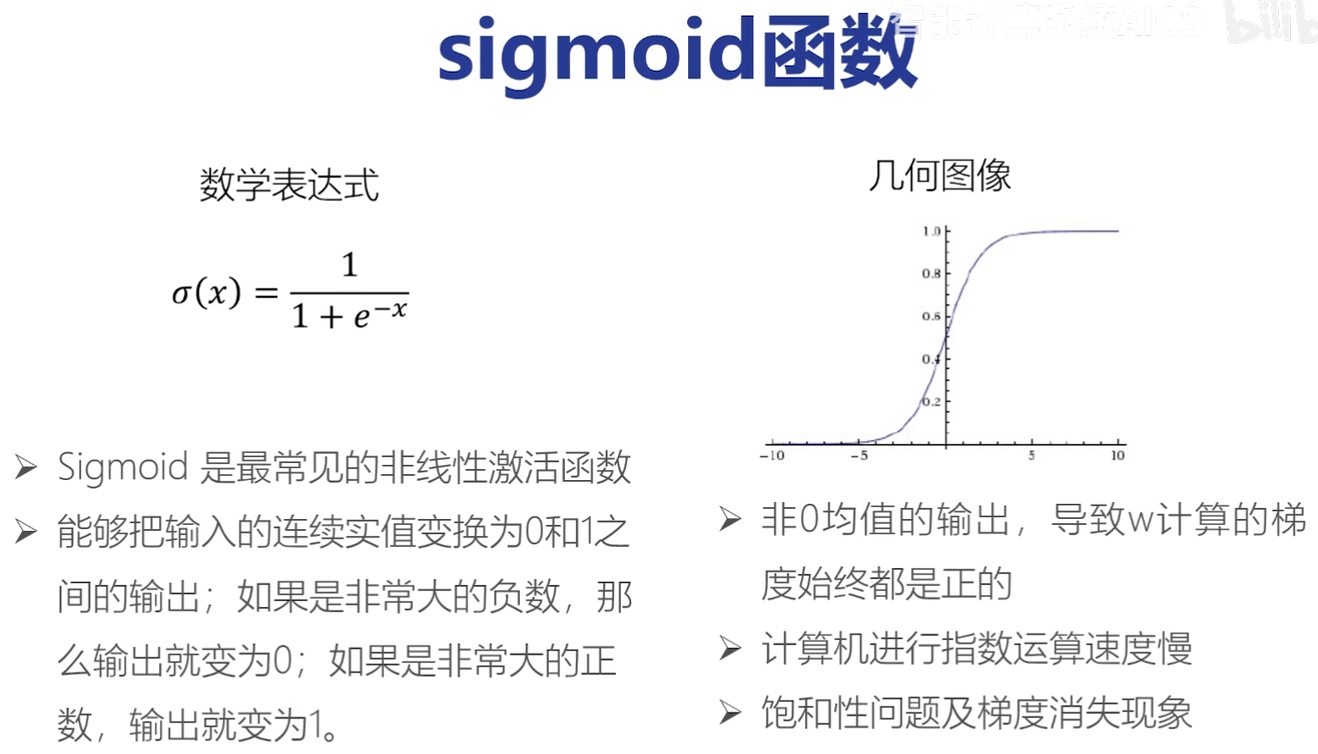 智能计算系统AICS
bilib
sigmoid函数
数学表达式
σ(x) = 1 / (1 + e^{-x})
➢ Sigmoid 是最常见的非线性激活函数
➢ 能够把输入的连续实值变换为0和1之
间的输出；如果是非常大的负数，那
么输出就变为0；如果是非常大的正
数，输出就变为1。
几何图像
1.0
0.8
0.6
0.4
0.2
-10 -5 5 10
➢ 非0均值的输出，导致w计算的梯
度始终都是正的
➢ 计算机进行指数运算速度慢
➢ 饱和性问题及梯度消失现象